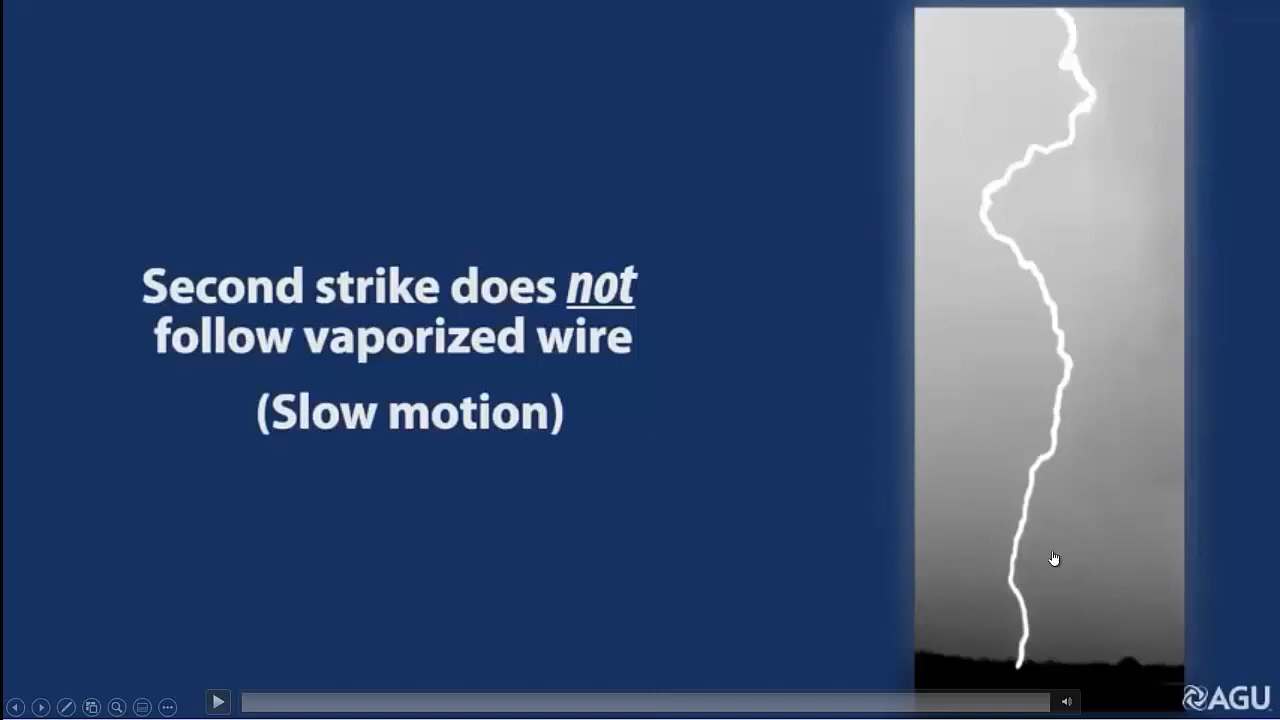 Second strike does not
follow vaporized wire
(Slow motion)
AGU